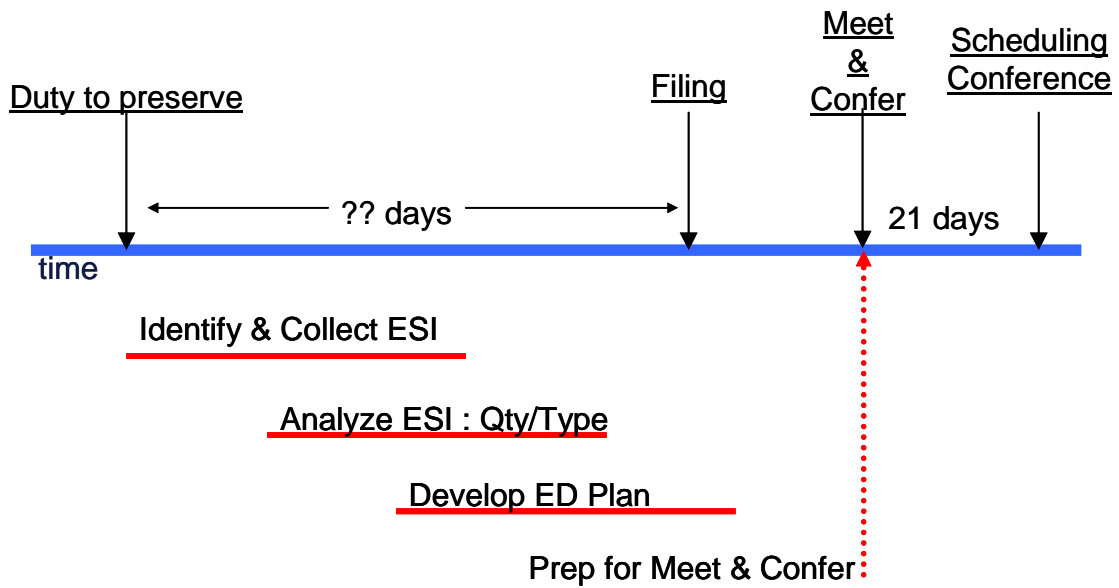 Duty to preserve
Filing
Meet
&
Confer
Scheduling
Conference
?? days
21 days
time
Identify & Collect ESI
Analyze ESI : Qty/Type
Develop ED Plan
Prep for Meet & Confer